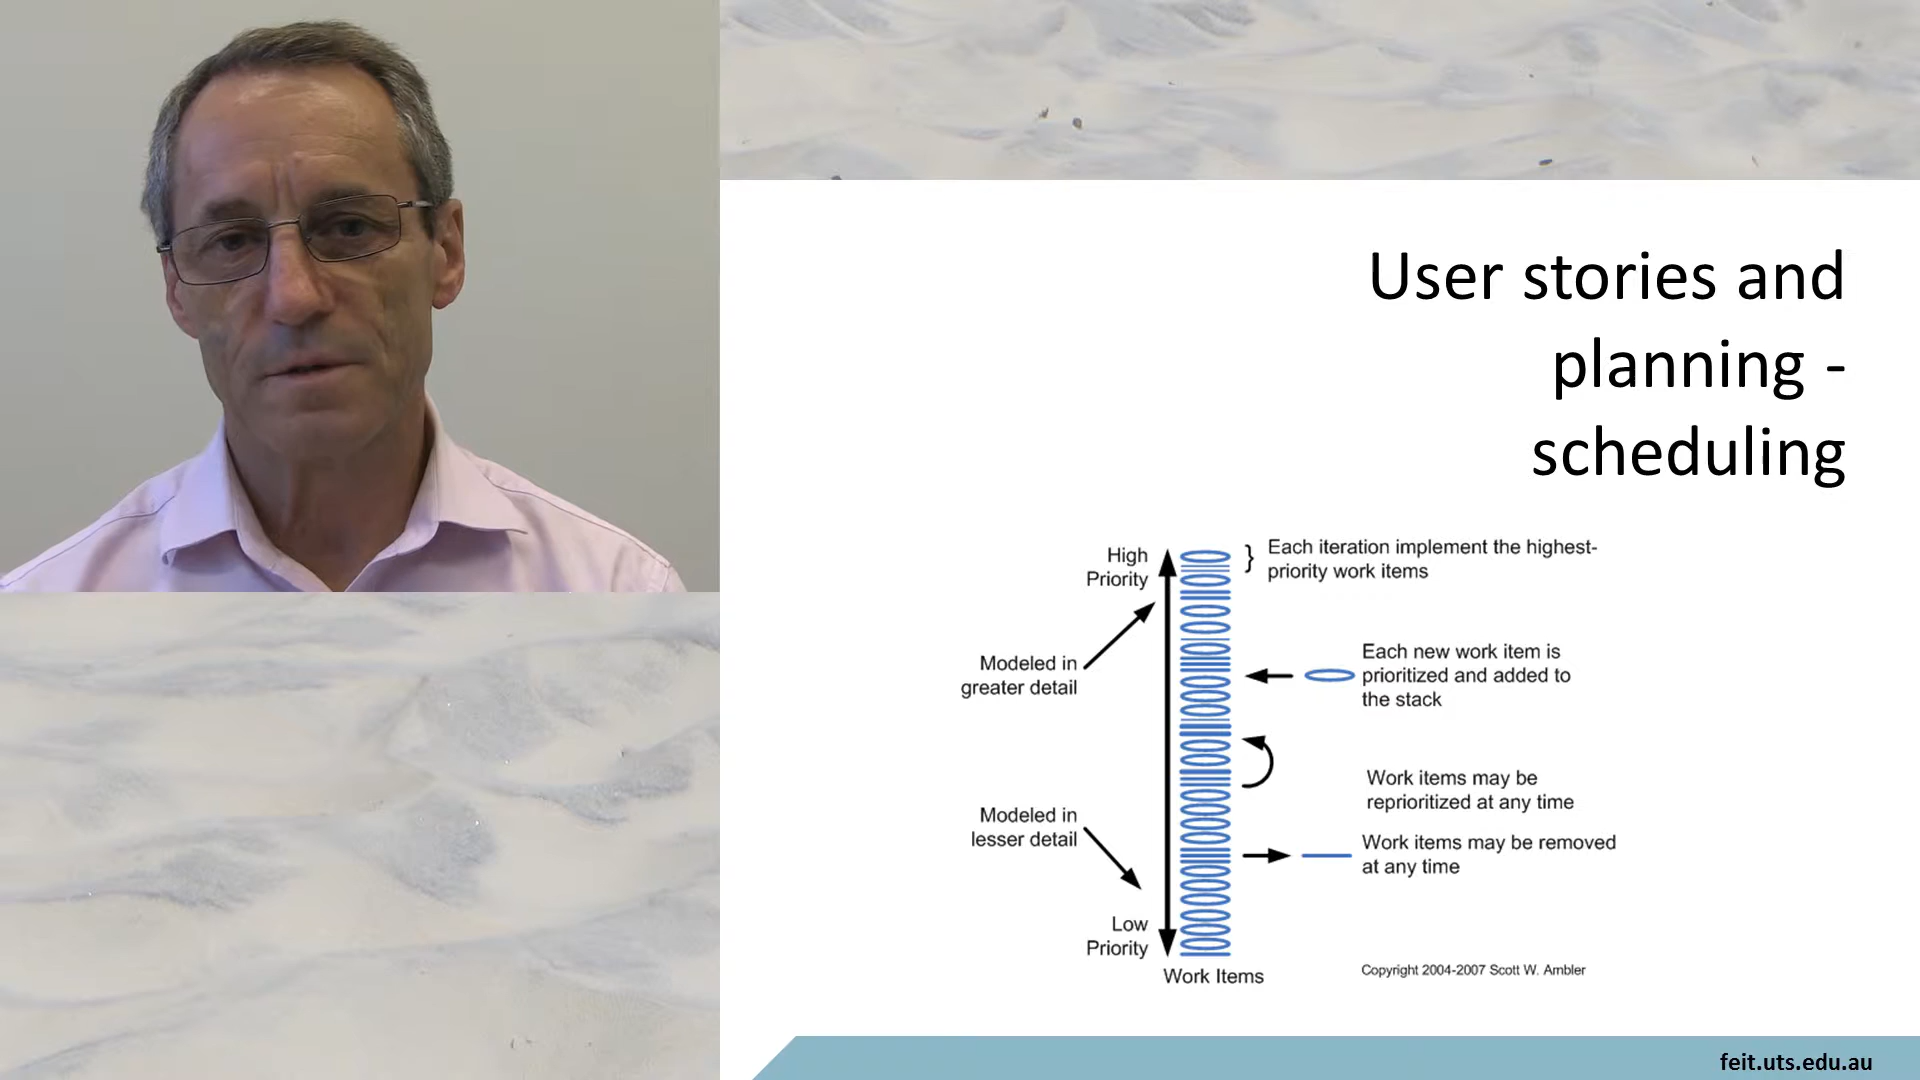 User stories and
planning -
scheduling
High
Priority
Each iteration implement the highest-
priority work items
Modeled in
greater detail
Each new work item is
prioritized and added to
the stack
Work items may be
reprioritized at any time
Modeled in
lesser detail
Work items may be removed
at any time
Low
Priority
Work Items
Copyright 2004-2007 Scott W. Ambler
feit.uts.edu.au